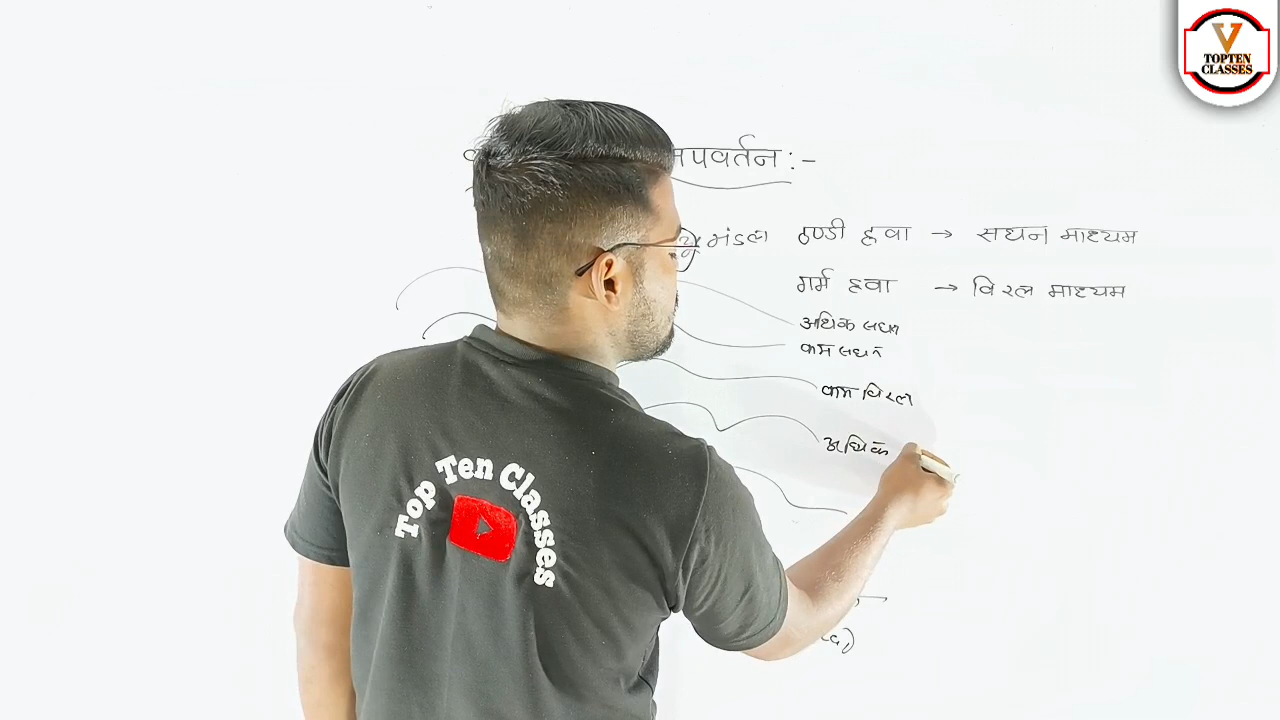 TOPTEN
CLASSES
पवर्तन :-
मंडल ठण्डी हवा → सघन माध्यम
गर्म हवा → विरल माध्यम
अधिक सघन
कम सघन
कम विरल
अधिक
Top Ten Classes